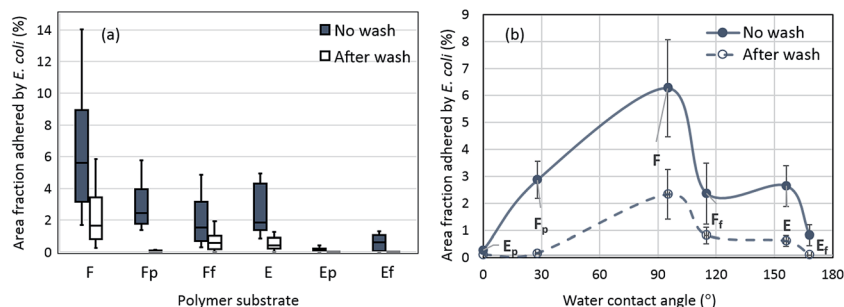 (a)
No wash
After wash
Area fraction adhered by E. coli (%)
14
12
10
8
6
4
2
0
F Fp Ff E Ep Ef
Polymer substrate
(b)
No wash
After wash
Area fraction adhered by E. coli (%)
9
8
7
6
5
4
3
2
1
0
F
Fp
Ff
E
Ep
Ef
0 30 60 90 120 150 180
Water contact angle (°)